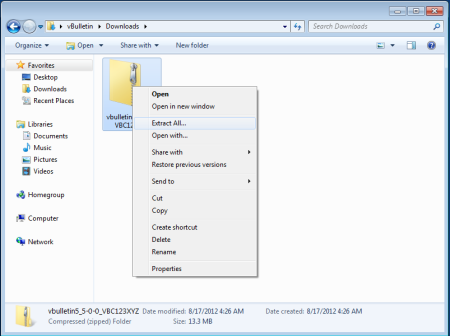 vBulletin ▸ Downloads ▸
Search Downloads
Organize ▾ Open ▾ Share with ▾ New folder
Favorites
Desktop
Downloads
Recent Places
Libraries
Documents
Music
Pictures
Videos
Homegroup
Computer
Network
vbulletin
VBC123
Open
Open in new window
Extract All...
Open with...
Share with
Restore previous versions
Send to
Cut
Copy
Create shortcut
Delete
Rename
Properties
vbulletin5_5-0-0_VBC123XYZ Date modified: 8/17/2012 4:26 AM Date created: 8/17/2012 4:26 AM
Compressed (zipped) Folder Size: 13.3 MB